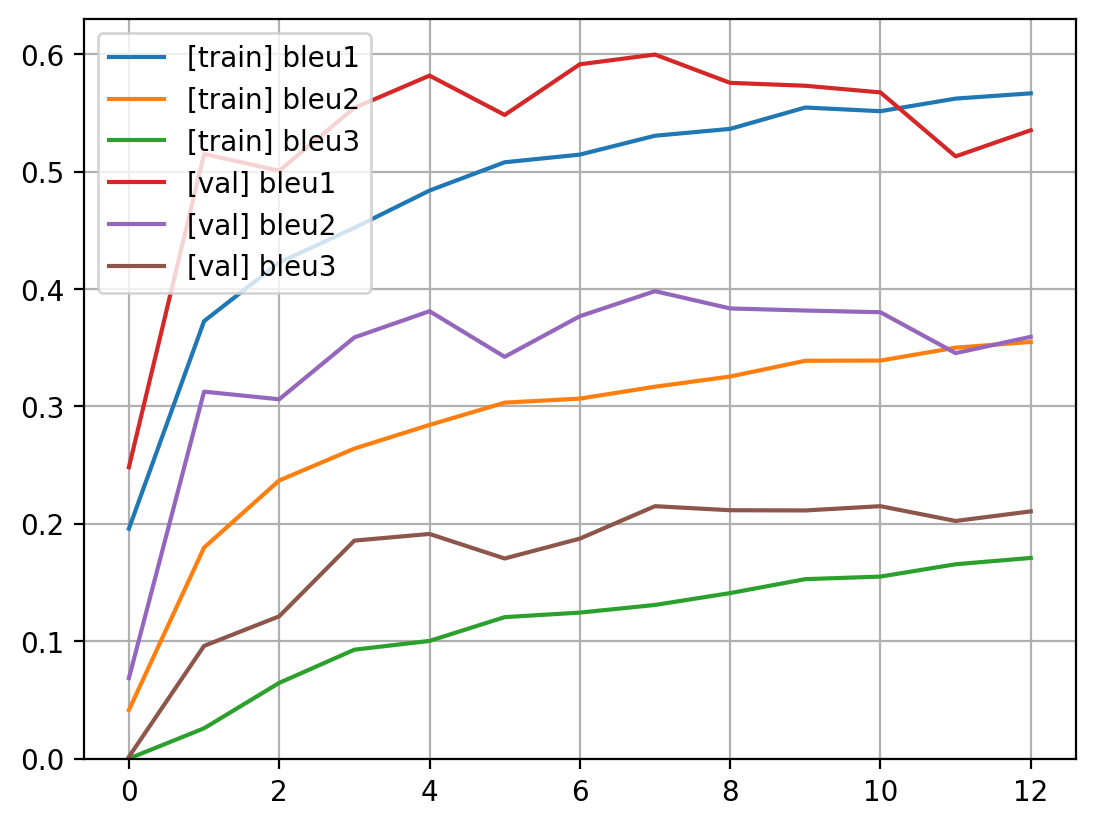 0.6
0.5
0.4
0.3
0.2
0.1
0.0
[train] bleu1
[train] bleu2
[train] bleu3
[val] bleu1
[val] bleu2
[val] bleu3
0 2 4 6 8 10 12